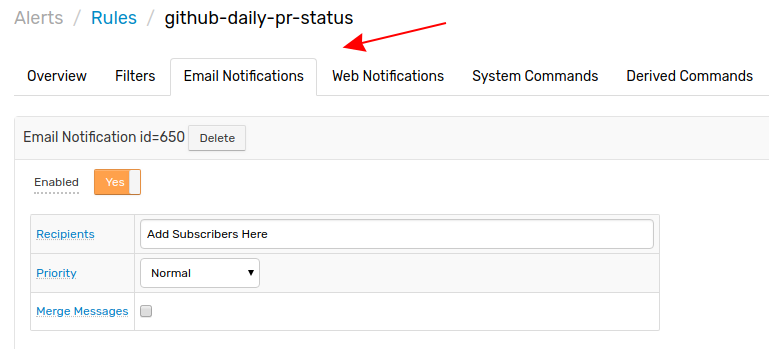 Alerts / Rules / github-daily-pr-status
Overview Filters Email Notifications Web Notifications System Commands Derived Commands
Email Notification id=650 Delete
Enabled Yes
Recipients Add Subscribers Here
Priority Normal
Merge Messages